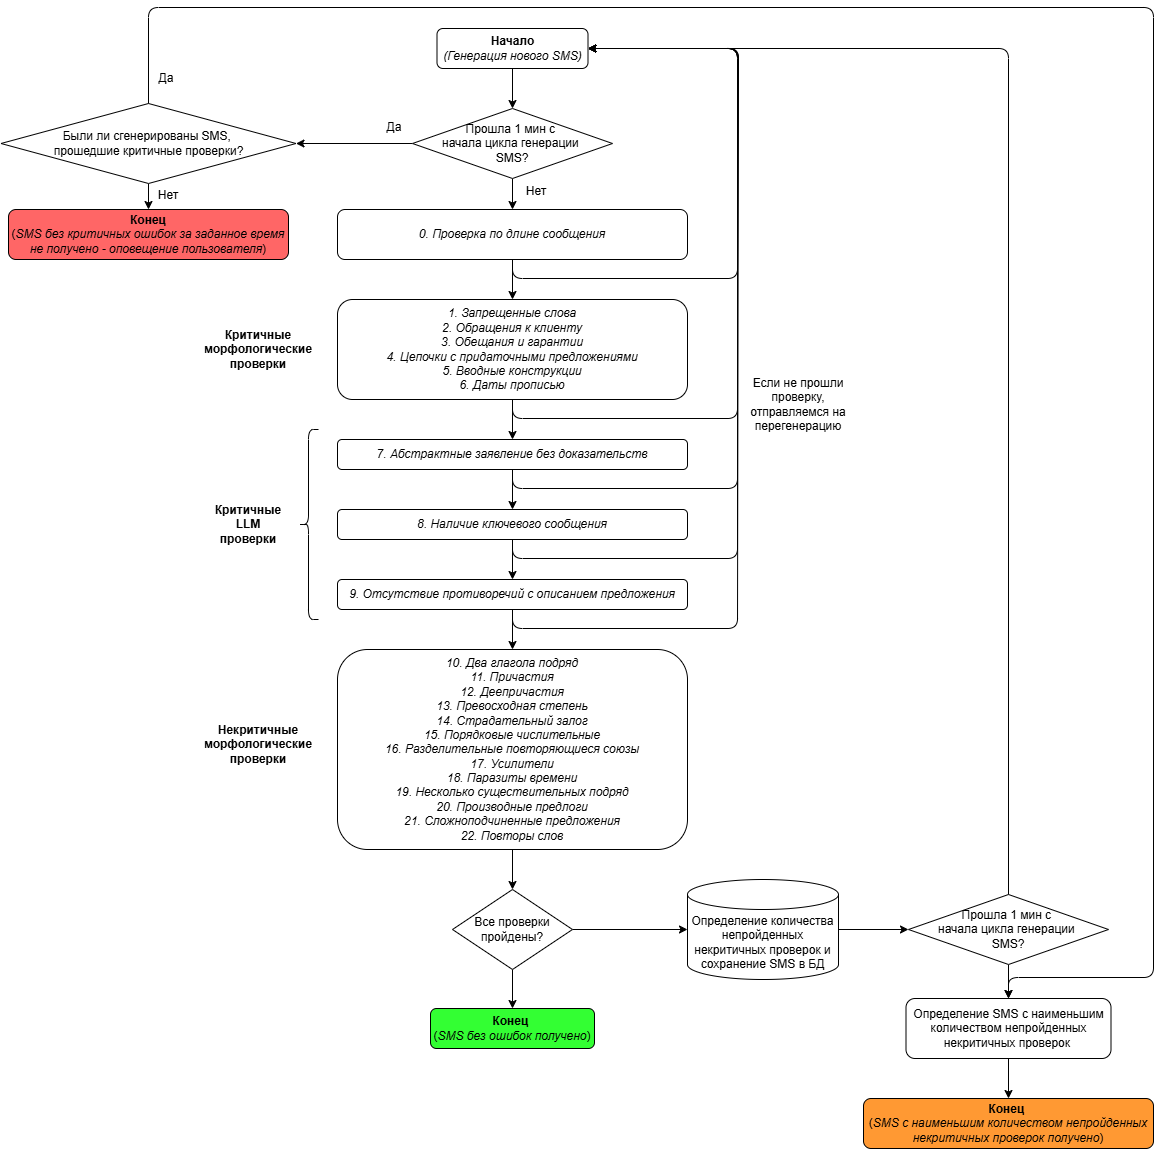 Начало
(Генерация нового SMS)
Да
Были ли сгенерированы SMS,
прошедшие критичные проверки?
Да
Прошла 1 мин с
начала цикла генерации
SMS?
Нет
Нет
Конец
(SMS без критичных ошибок за заданное время
не получено - оповещение пользователя)
0. Проверка по длине сообщения
Критичные
морфологические
проверки
1. Запрещенные слова
2. Обращения к клиенту
3. Обещания и гарантии
4. Цепочки с придаточными предложениями
5. Вводные конструкции
6. Даты прописью
Если не прошли
проверку,
отправляемся на
перегенерацию
Критичные
LLM
проверки
7. Абстрактные заявление без доказательств
8. Наличие ключевого сообщения
9. Отсутствие противоречий с описанием предложения
Некритичные
морфологические
проверки
10. Два глагола подряд
11. Причастия
12. Деепричастия
13. Превосходная степень
14. Страдательный залог
15. Порядковые числительные
16. Разделительные повторяющиеся союзы
17. Усилители
18. Паразиты времени
19. Несколько существительных подряд
20. Производные предлоги
21. Сложноподчиненные предложения
22. Повторы слов
Все проверки
пройдены?
Определение количества
непройденных
некритичных проверок и
сохранение SMS в БД
Прошла 1 мин с
начала цикла генерации
SMS?
Конец
(SMS без ошибок получено)
Определение SMS с наименьшим
количеством непройденных
некритичных проверок
Конец
(SMS с наименьшим количеством непройденных
некритичных проверок получено)